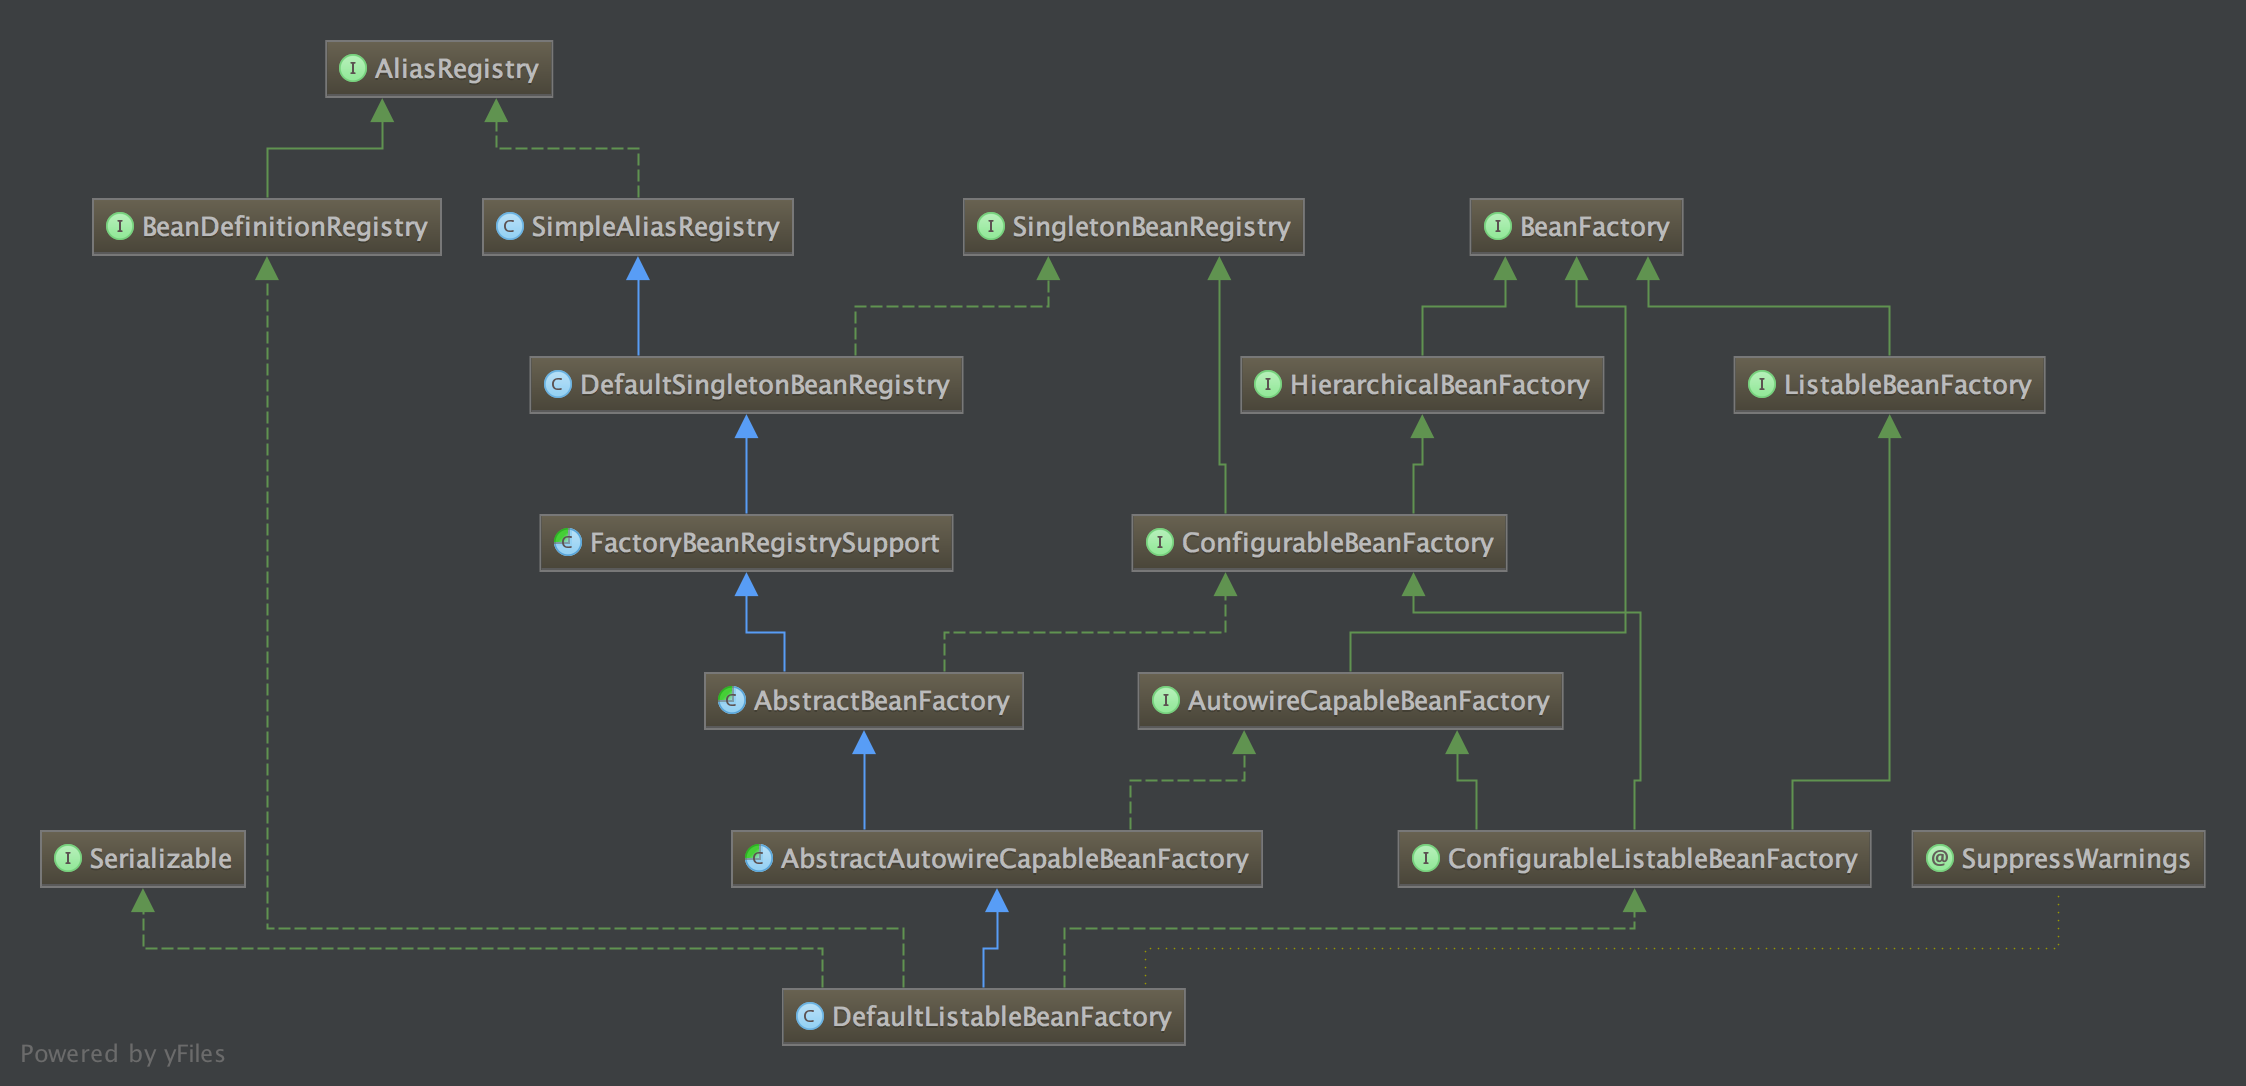 AliasRegistry
BeanDefinitionRegistry
SimpleAliasRegistry
SingletonBeanRegistry
BeanFactory
DefaultSingletonBeanRegistry
HierarchicalBeanFactory
ListableBeanFactory
FactoryBeanRegistrySupport
ConfigurableBeanFactory
AbstractBeanFactory
AutowireCapableBeanFactory
Serializable
AbstractAutowireCapableBeanFactory
ConfigurableListableBeanFactory
SuppressWarnings
DefaultListableBeanFactory
Powered by yFiles